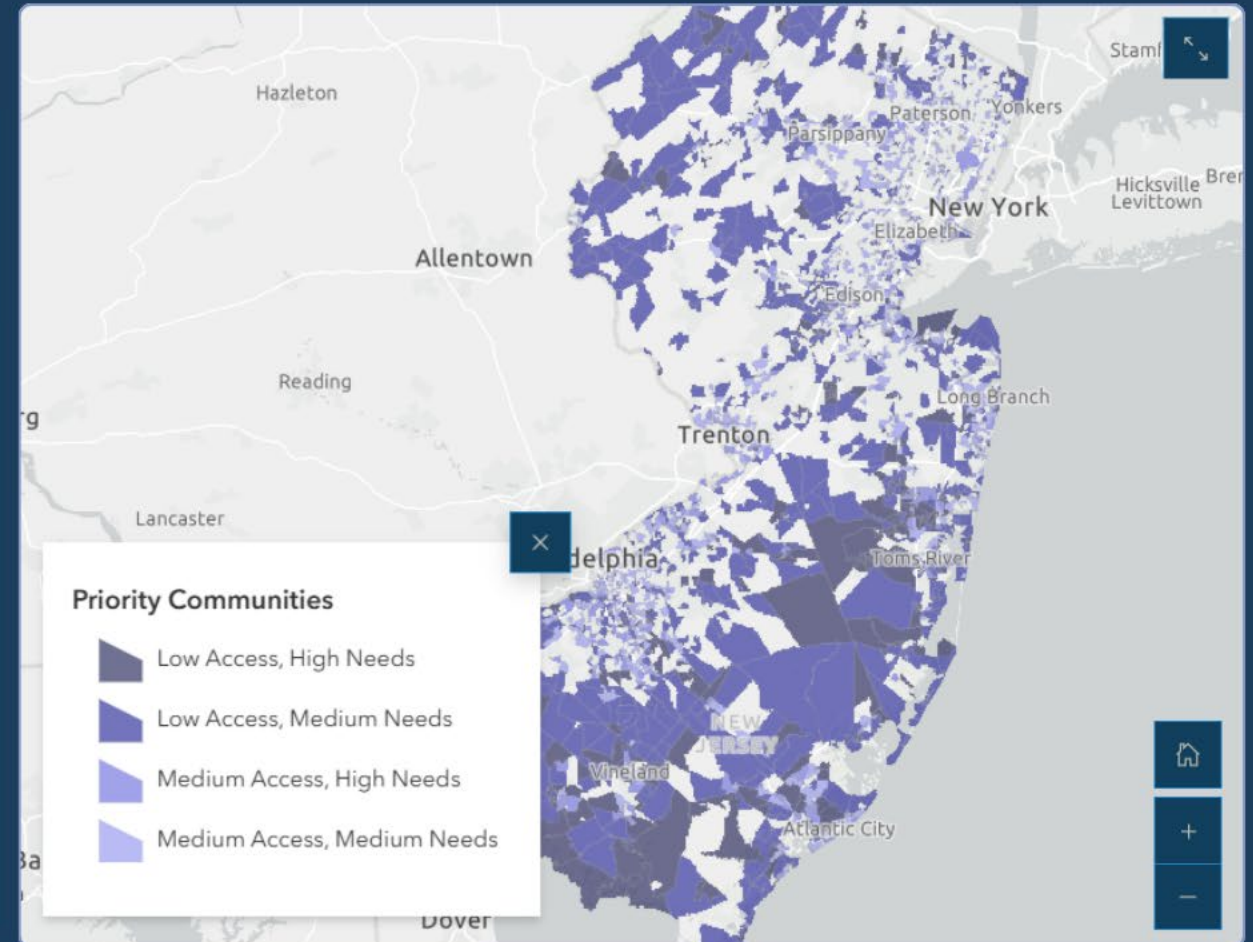 Hazleton
Stamf
Paterson
Yonkers
Parsippany
Hicksville
Levittown
Brer
New York
Elizabeth
Allentown
Edison
Reading
Long Branch
rg
Trenton
Lancaster
delphia
Toms River
Priority Communities
Low Access, High Needs
Low Access, Medium Needs
Medium Access, High Needs
Medium Access, Medium Needs
NEW
JERSEY
Vineland
Atlantic City
Dover